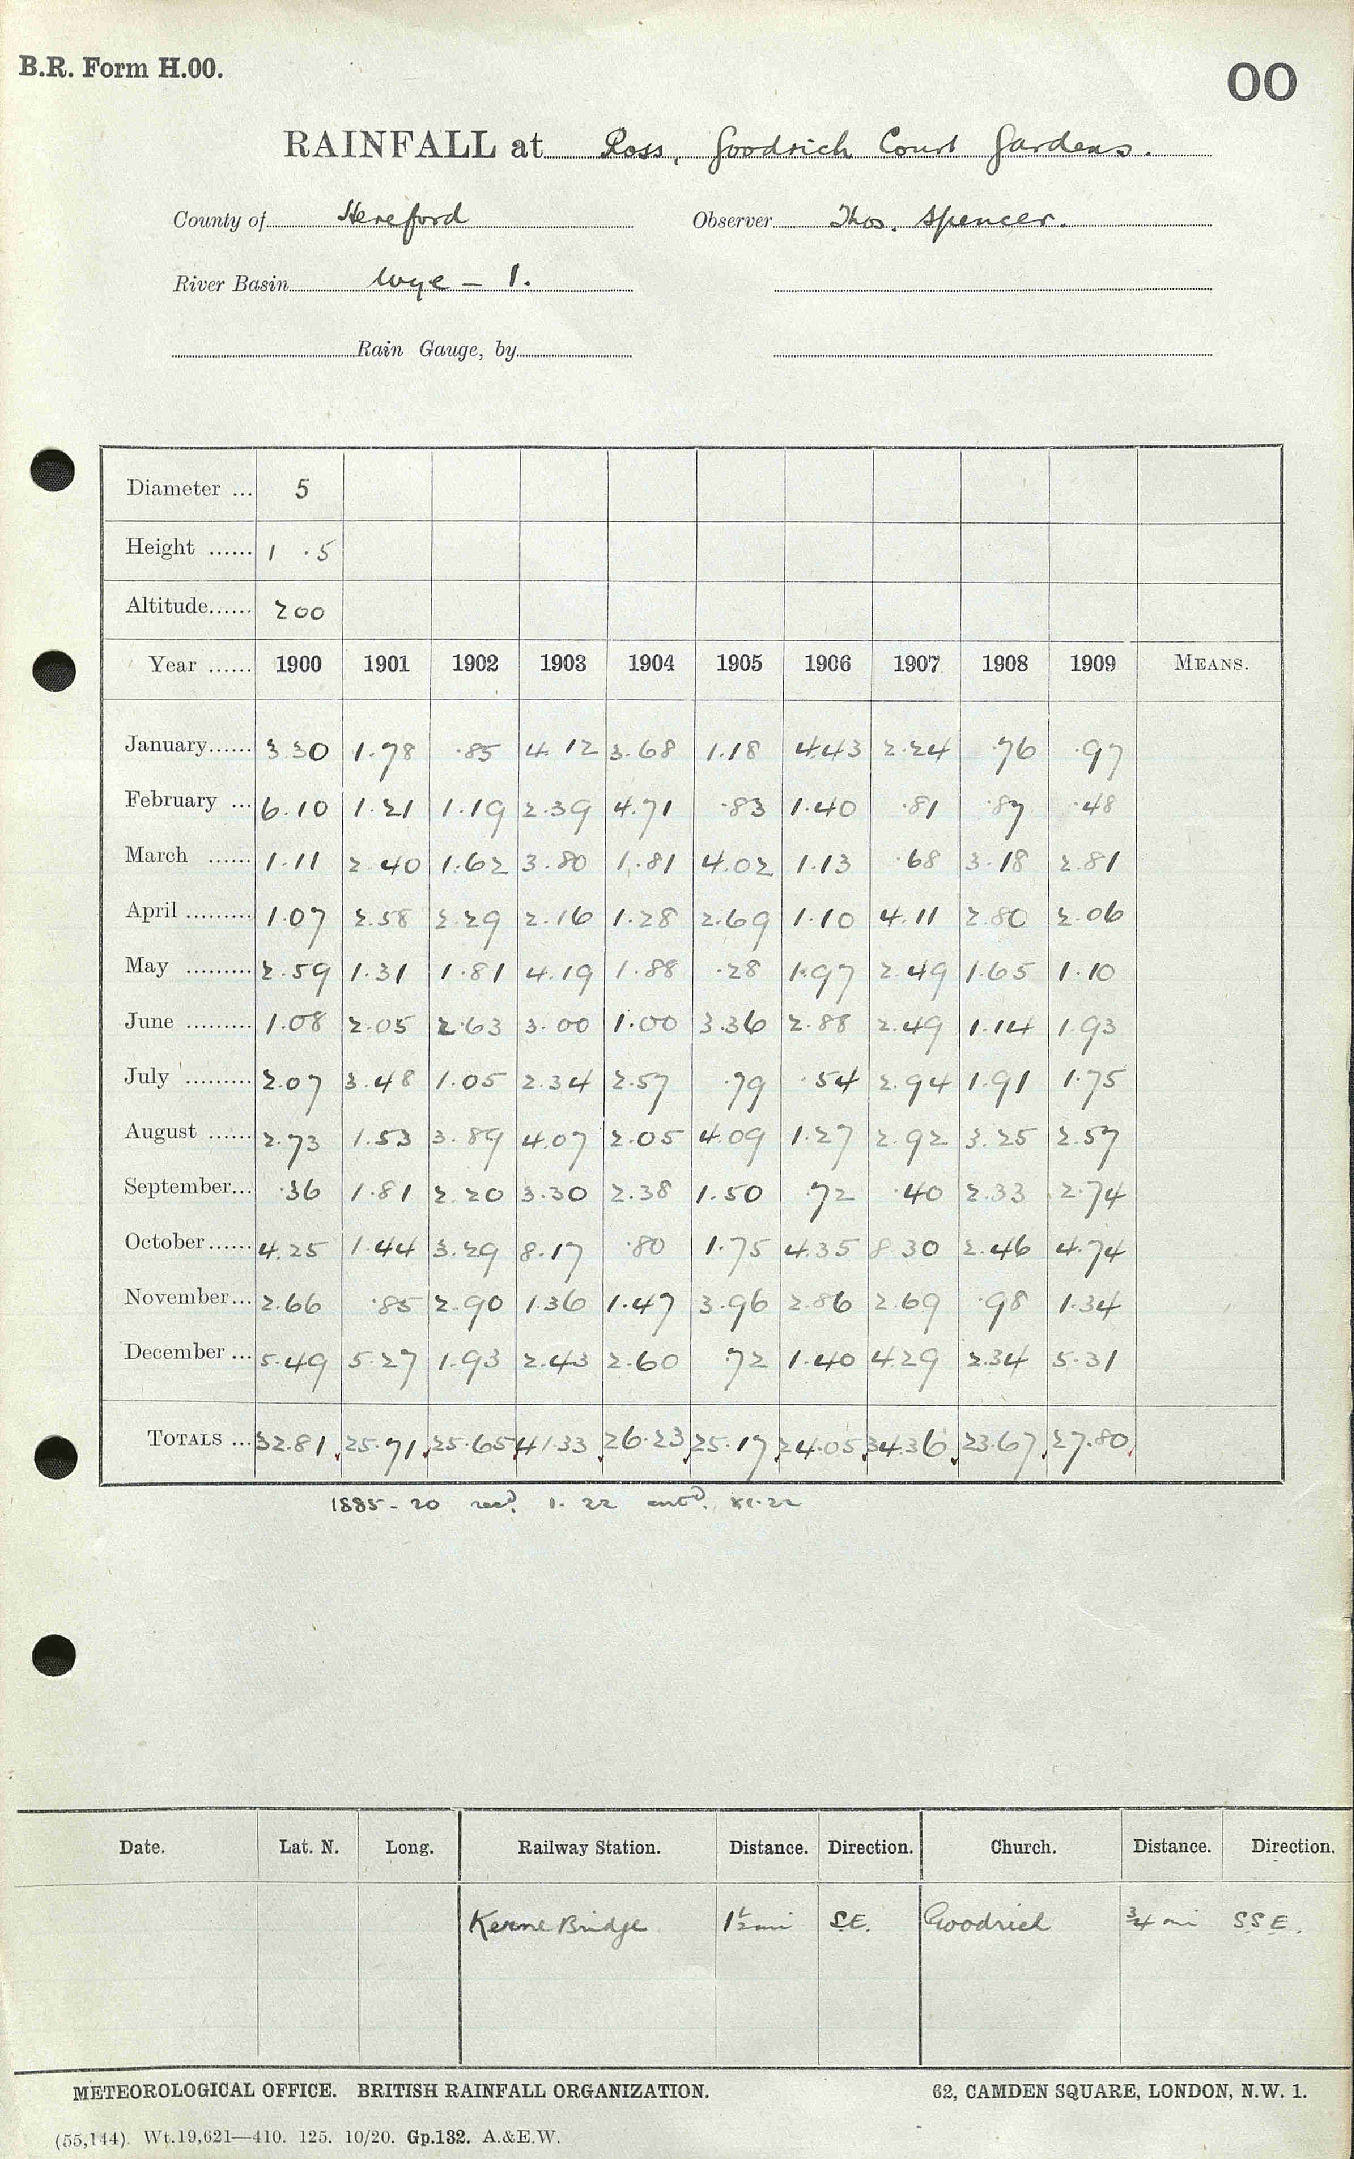 B.R. Form H.00.
00
RAINFALL at Ross, Goodrich Court Gardens.
County of Hereford Observer Thos. Spencer.
River Basin Wye - 1.
Rain Gauge, by
Diameter ... 5
Height ...... 1 .5
Altitude...... 200
Year ...... 1900 1901 1902 1903 1904 1905 1906 1907 1908 1909 MEANS.
January...... 3.30 1.78 .85 4.12 3.68 1.18 4.43 2.24 .76 .97
February ... 6.10 1.21 1.19 2.39 4.71 .83 1.40 .81 .87 .48
March ...... 1.11 2.40 1.62 3.80 1.81 4.02 1.13 .68 3.18 2.81
April ......... 1.07 2.58 2.29 2.16 1.28 2.69 1.10 4.11 2.80 2.06
May ......... 2.59 1.31 1.81 4.19 1.88 .28 1.97 2.49 1.65 1.10
June ......... 1.08 2.05 2.63 3.00 1.00 3.36 2.88 2.49 1.14 1.93
July ......... 2.07 3.48 1.05 2.34 2.57 .79 .54 2.94 1.91 1.75
August ...... 2.73 1.53 3.89 4.07 2.05 4.09 1.27 2.92 3.25 2.57
September... .36 1.81 2.20 3.30 2.38 1.50 .72 .40 2.33 2.74
October...... 4.25 1.44 3.29 8.17 .80 1.75 4.35 8.30 2.46 4.74
November... 2.66 .85 2.90 1.36 1.47 3.96 2.86 2.69 .98 1.34
December ... 5.49 5.27 1.93 2.43 2.60 .72 1.40 4.29 2.34 5.31
TOTALS ... 32.81 25.71 25.65 41.33 26.23 25.17 24.05 34.36 23.67 27.80
1885-20 recd. 1.22 entd. XI.22
Date. Lat. N. Long. Railway Station. Distance. Direction. Church. Distance. Direction.
Kerne Bridge 1½ mi S.E. Goodrich ¾ mi SSE.
METEOROLOGICAL OFFICE. BRITISH RAINFALL ORGANIZATION. 62, CAMDEN SQUARE, LONDON, N.W. 1.
(55,144). Wt.19,621—410. 125. 10/20. Gp.132. A.&E.W.